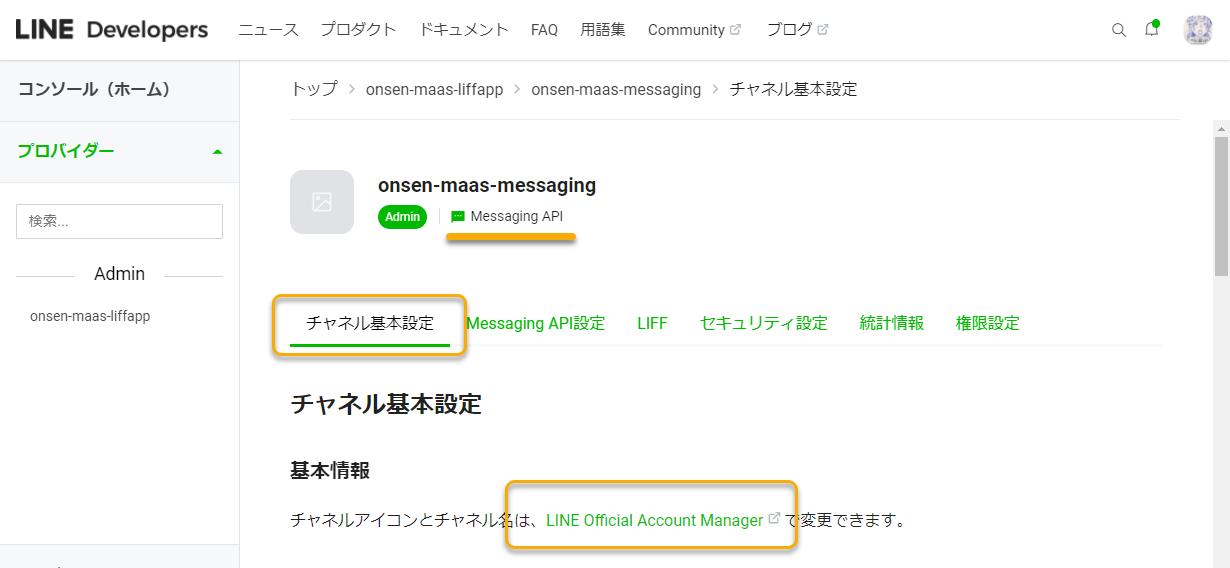 LINE Developers ニュース プロダクト ドキュメント FAQ 用語集 Community ブログ
コンソール（ホーム）
プロバイダー
検索...
Admin
onsen-maas-liffapp
トップ > onsen-maas-liffapp > onsen-maas-messaging > チャネル基本設定
onsen-maas-messaging
Admin Messaging API
チャネル基本設定 Messaging API設定 LIFF セキュリティ設定 統計情報 権限設定
チャネル基本設定
基本情報
チャネルアイコンとチャネル名は、LINE Official Account Manager で変更できます。